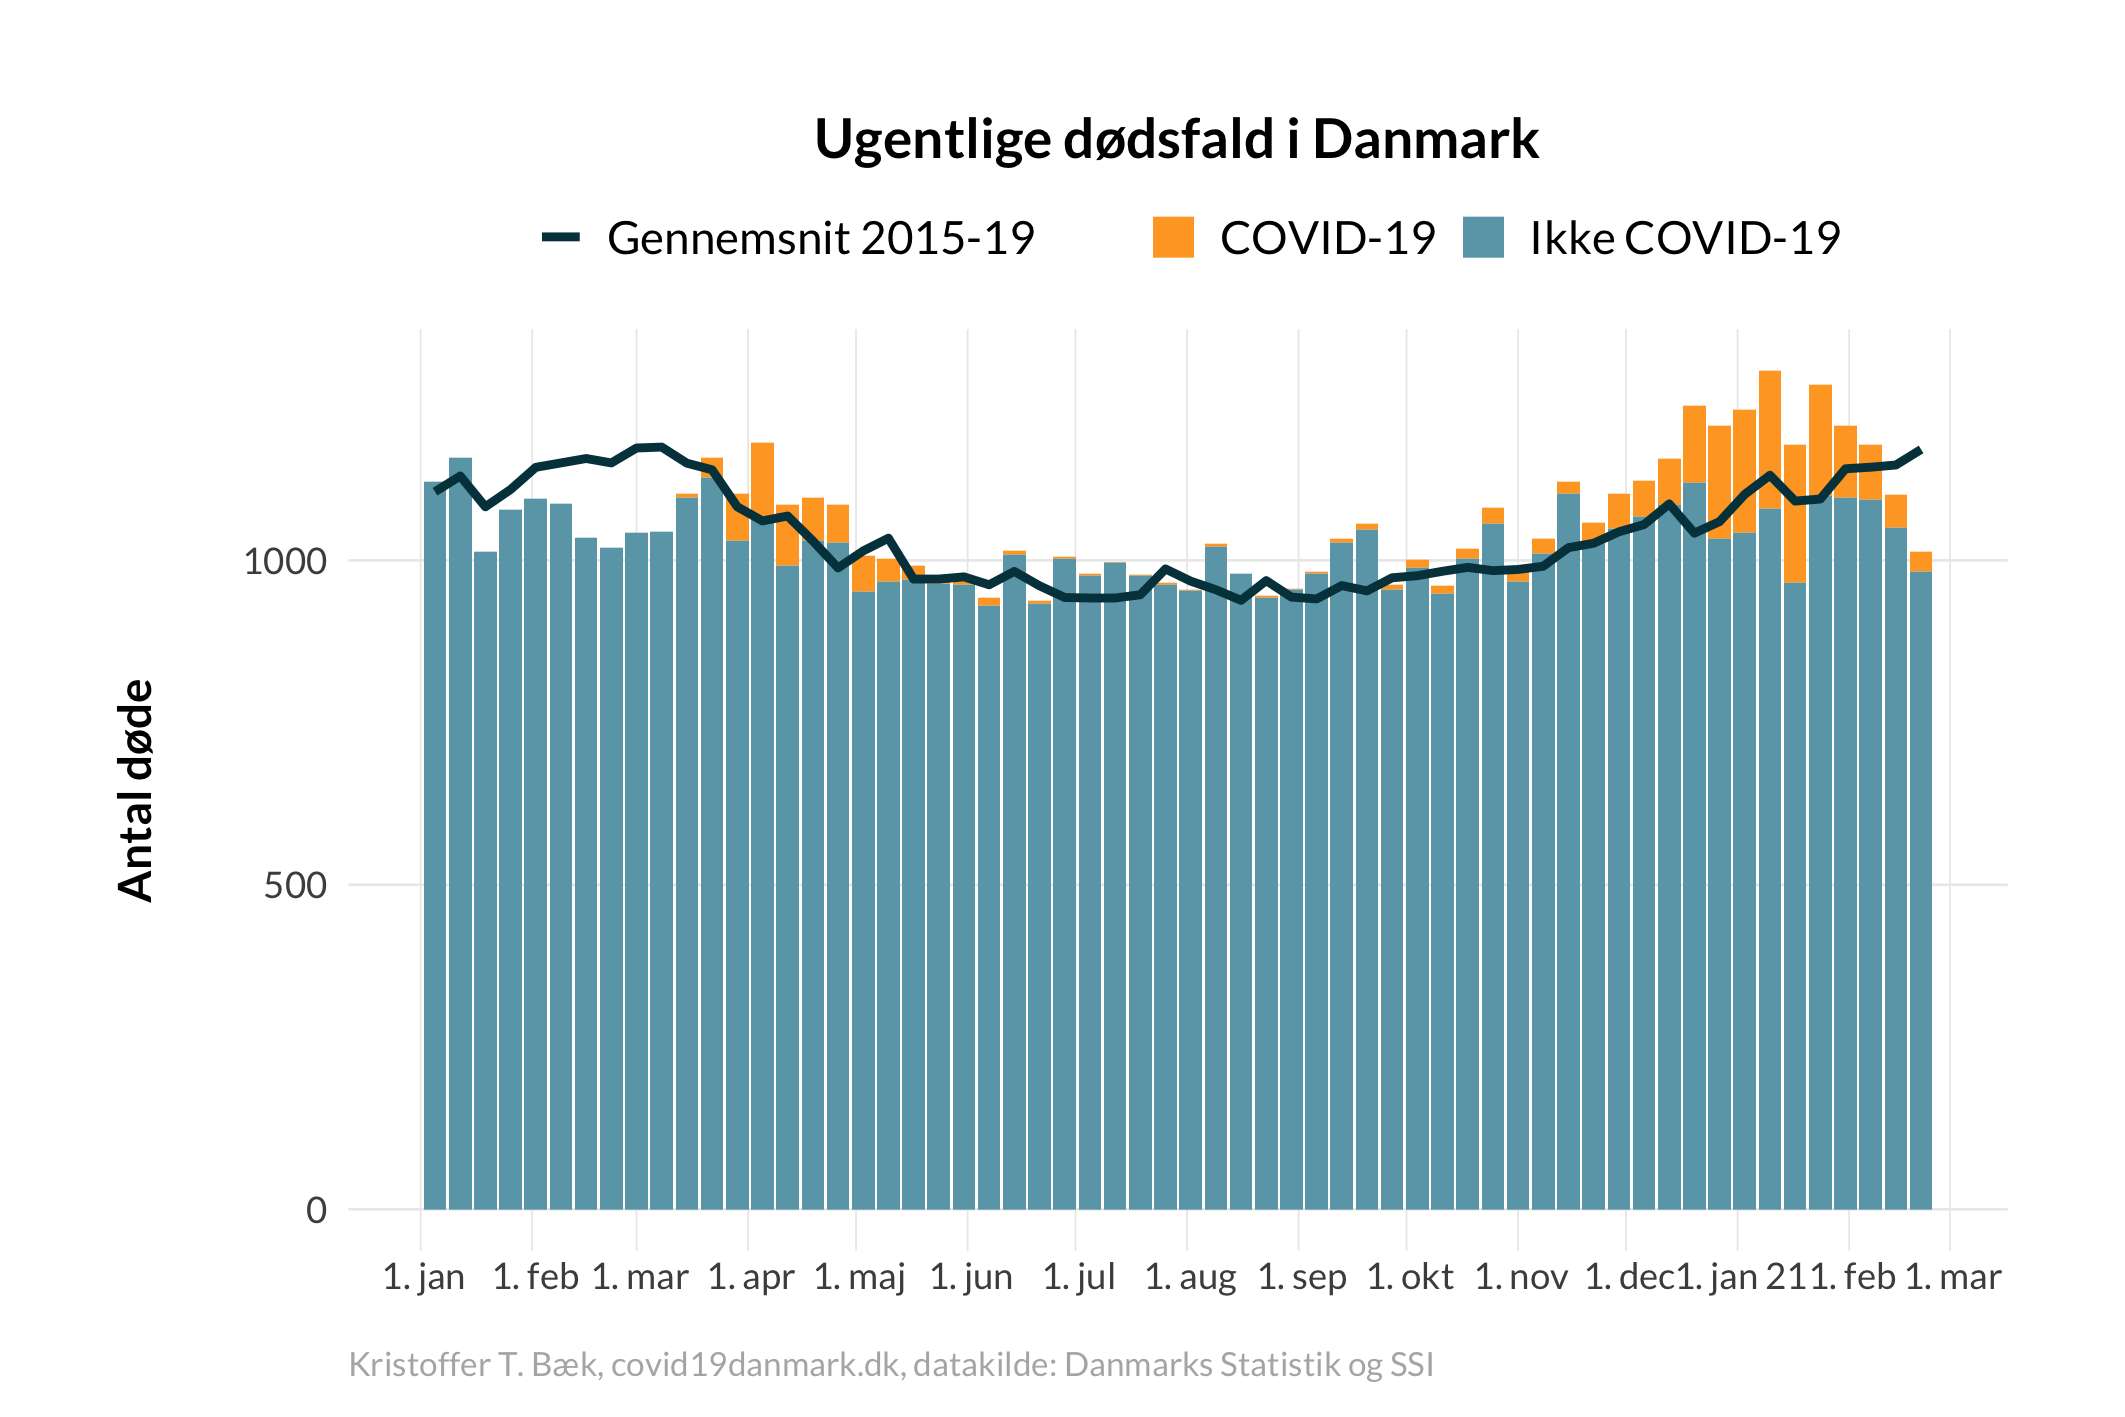 Ugentlige dødsfald i Danmark
Gennemsnit 2015-19 COVID-19 Ikke COVID-19
Antal døde
1000
500
0
1. jan 1. feb 1. mar 1. apr 1. maj 1. jun 1. jul 1. aug 1. sep 1. okt 1. nov 1. dec 1. jan 21 1. feb 1. mar
Kristoffer T. Bæk, covid19danmark.dk, datakilde: Danmarks Statistik og SSI